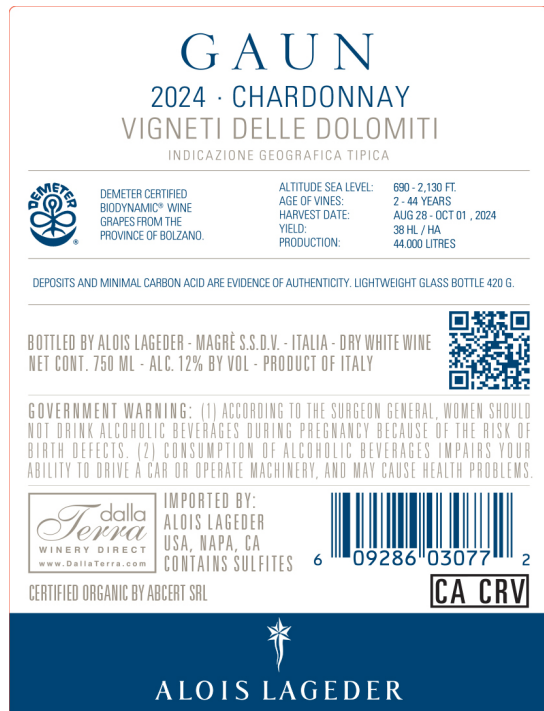 GAUN
2024 · CHARDONNAY
VIGNETI DELLE DOLOMITI
INDICAZIONE GEOGRAFICA TIPICA
DEMETER
®
DEMETER CERTIFIED
BIODYNAMIC® WINE
GRAPES FROM THE
PROVINCE OF BOLZANO.
ALTITUDE SEA LEVEL: 690 - 2,130 FT.
AGE OF VINES: 2 - 44 YEARS
HARVEST DATE: AUG 28 - OCT 01 , 2024
YIELD: 38 HL / HA
PRODUCTION: 44.000 LITRES
DEPOSITS AND MINIMAL CARBON ACID ARE EVIDENCE OF AUTHENTICITY. LIGHTWEIGHT GLASS BOTTLE 420 G.
BOTTLED BY ALOIS LAGEDER - MAGRÈ S.S.D.V. - ITALIA - DRY WHITE WINE
NET CONT. 750 ML - ALC. 12% BY VOL - PRODUCT OF ITALY
GOVERNMENT WARNING: (1) ACCORDING TO THE SURGEON GENERAL, WOMEN SHOULD
NOT DRINK ALCOHOLIC BEVERAGES DURING PREGNANCY BECAUSE OF THE RISK OF
BIRTH DEFECTS. (2) CONSUMPTION OF ALCOHOLIC BEVERAGES IMPAIRS YOUR
ABILITY TO DRIVE A CAR OR OPERATE MACHINERY, AND MAY CAUSE HEALTH PROBLEMS.
dalla
Terra
WINERY DIRECT
www.DallaTerra.com
IMPORTED BY:
ALOIS LAGEDER
USA, NAPA, CA
CONTAINS SULFITES
6 09286 03077 2
CERTIFIED ORGANIC BY ABCERT SRL
CA CRV
ALOIS LAGEDER